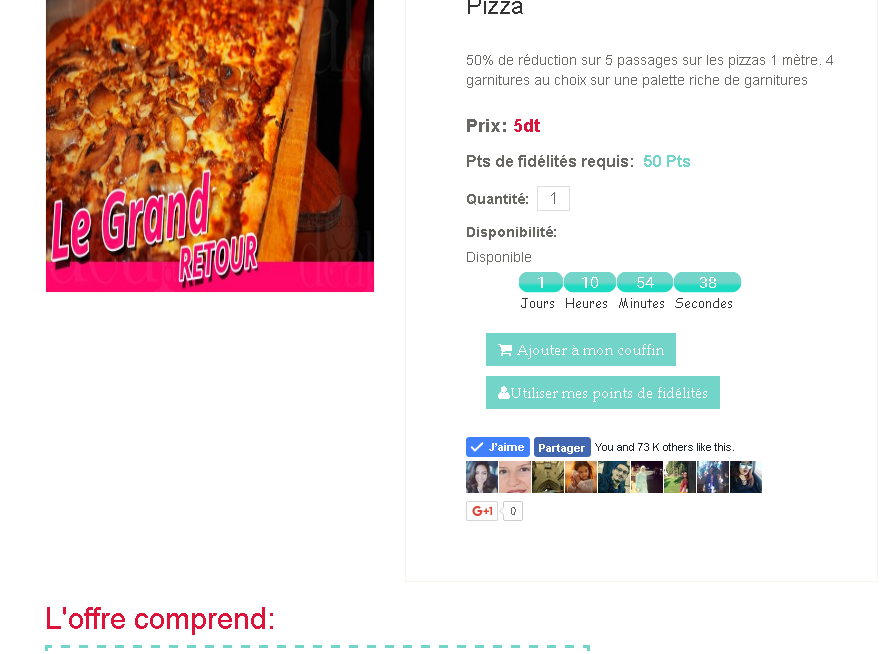 Pizza
50% de réduction sur 5 passages sur les pizzas 1 mètre. 4
garnitures au choix sur une palette riche de garnitures
Prix: 5dt
Pts de fidélités requis: 50 Pts
Quantité: 1
Disponibilité:
Disponible
1 10 54 38
Jours Heures Minutes Secondes
Ajouter à mon couffin
Utiliser mes points de fidélités
J'aime Partager You and 73 K others like this.
G+1 0
Le Grand
RETOUR
L'offre comprend: